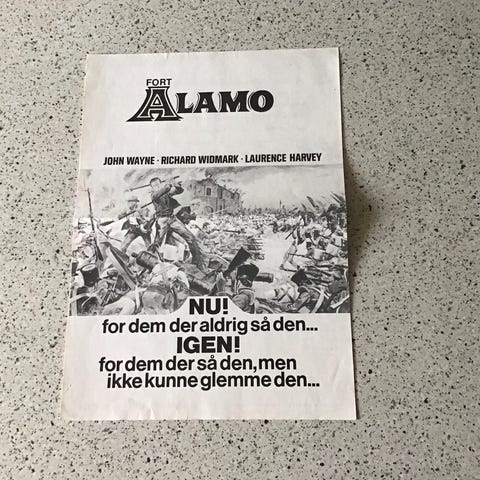 FORT
ALAMO
JOHN WAYNE · RICHARD WIDMARK · LAURENCE HARVEY
NU!
for dem der aldrig så den...
IGEN!
for dem der så den, men
ikke kunne glemme den...